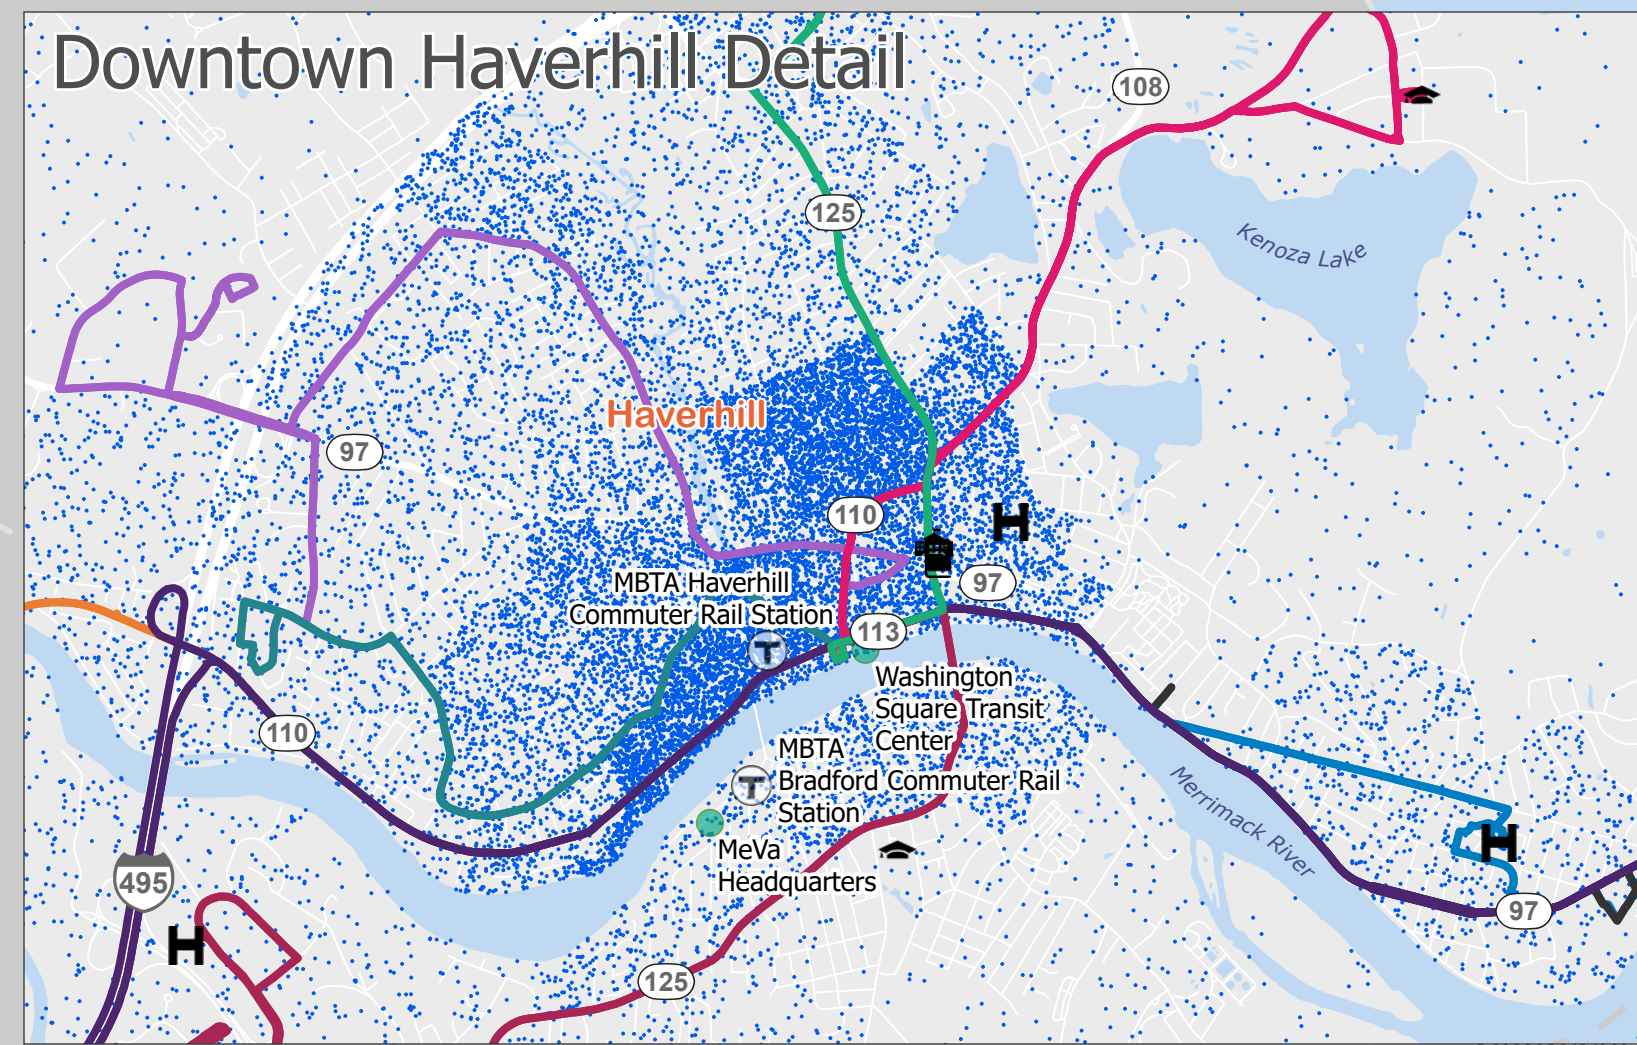 Downtown Haverhill Detail
108
125
Kenoza Lake
Haverhill
97
110
H
MBTA Haverhill
Commuter Rail Station
97
113
T
Washington
Square Transit
Center
110
MBTA
Bradford Commuter Rail
Station
T
Merrimack River
MeVa
Headquarters
H
495
97
H
125